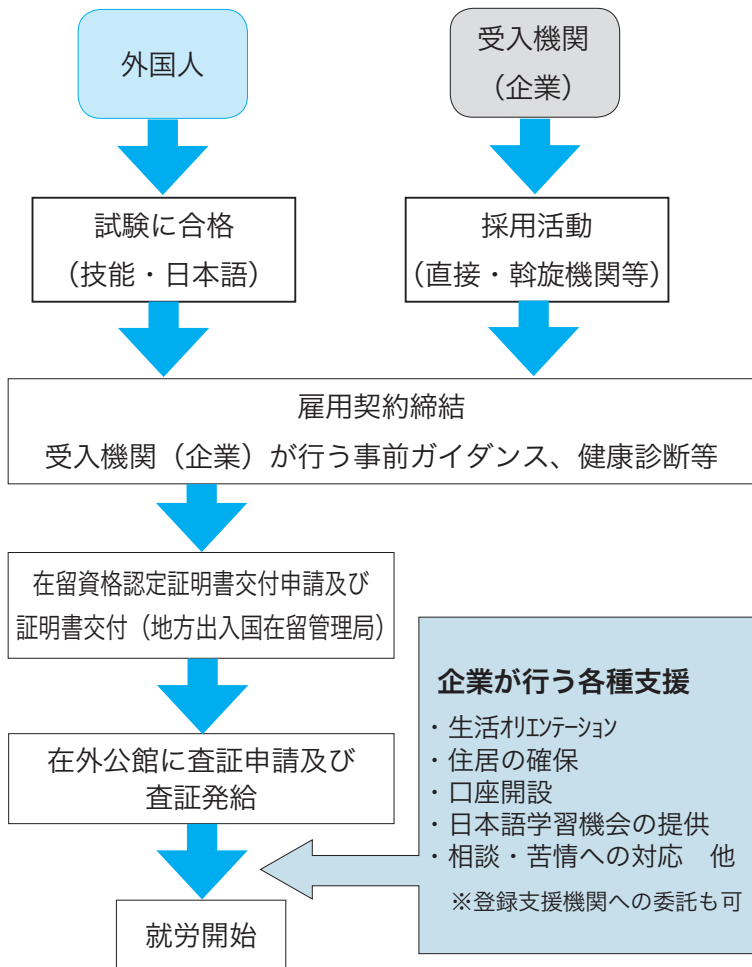 外国人
受入機関
（企業）
試験に合格
（技能・日本語）
採用活動
（直接・斡旋機関等）
雇用契約締結
受入機関（企業）が行う事前ガイダンス、健康診断等
在留資格認定証明書交付申請及び
証明書交付（地方出入国在留管理局）
在外公館に査証申請及び
査証発給
就労開始
企業が行う各種支援
・生活ｵﾘｴﾝﾃｰｼｮﾝ
・住居の確保
・口座開設
・日本語学習機会の提供
・相談・苦情への対応　他
※登録支援機関への委託も可